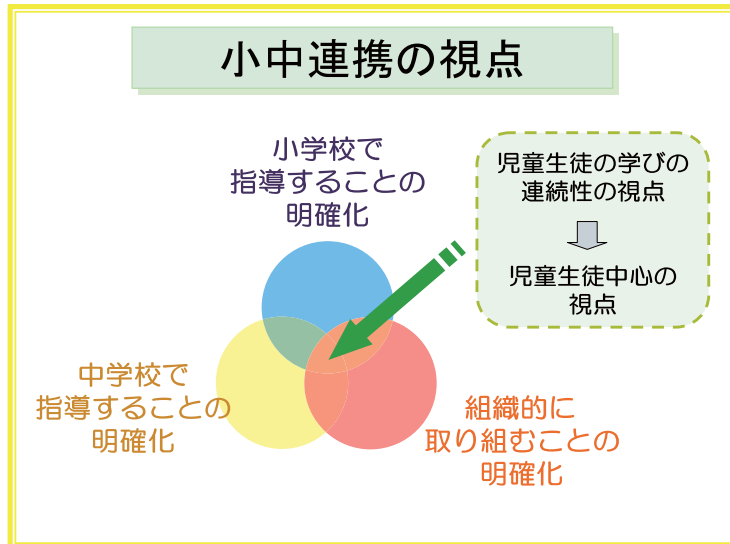 小中連携の視点
小学校で
指導することの
明確化
児童生徒の学びの
連続性の視点
児童生徒中心の
視点
中学校で
指導することの
明確化
組織的に
取り組むことの
明確化